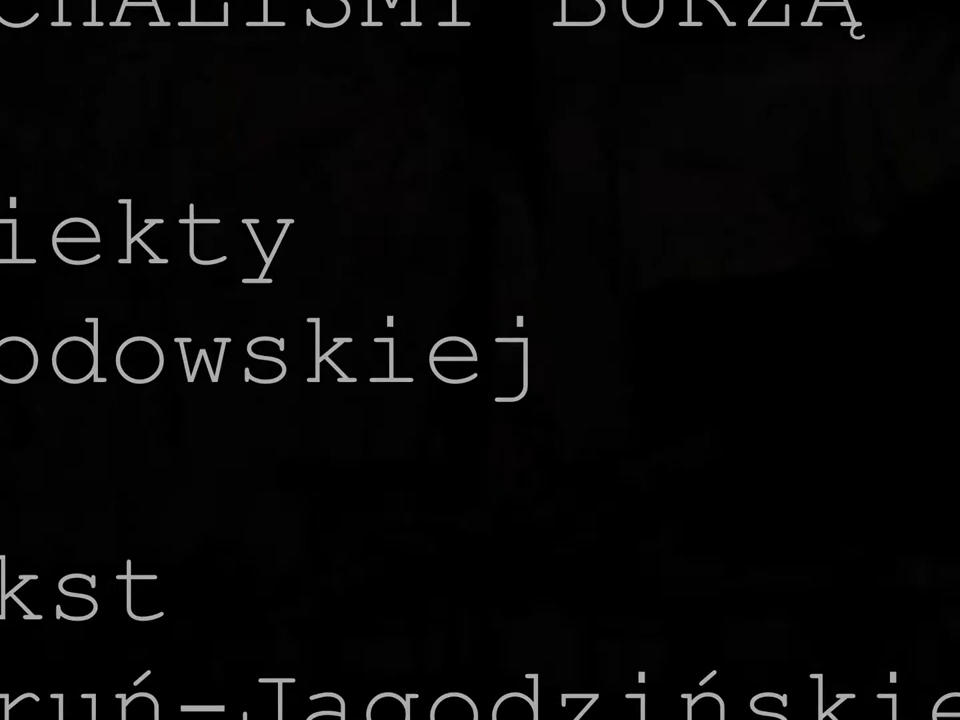 CHALIŚMY BURZĄ
iekty
odowskiej
kst
ruń-Jagodzińskie